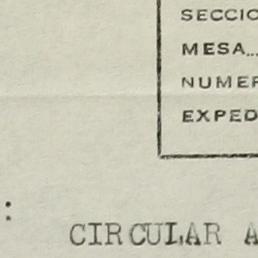 SECCIO
MESA...
NUMER
EXPED
:
CIRCULAR A